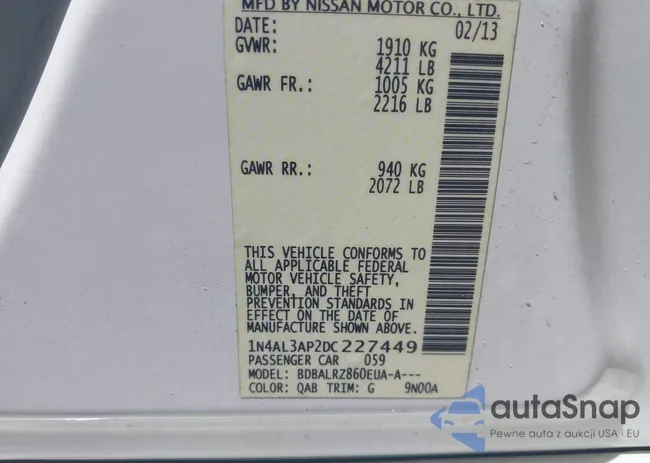 MFD BY NISSAN MOTOR CO., LTD.
DATE: 02/13
GVWR: 1910 KG
4211 LB
GAWR FR.: 1005 KG
2216 LB
GAWR RR.: 940 KG
2072 LB
THIS VEHICLE CONFORMS TO
ALL APPLICABLE FEDERAL
MOTOR VEHICLE SAFETY,
BUMPER, AND THEFT
PREVENTION STANDARDS IN
EFFECT ON THE DATE OF
MANUFACTURE SHOWN ABOVE.
1N4AL3AP2DC227449
PASSENGER CAR 059
MODEL: BDBALRZ860EUA-A---
COLOR: QAB TRIM: G 9N00A
autaSnap
Pewne auta z aukcji USA i EU